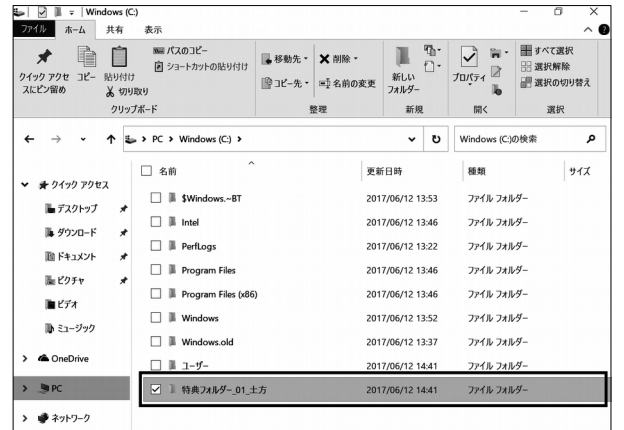 Windows (C:)
ファイル ホーム 共有 表示
クイック アクセスにピン留め
コピー
貼り付け
パスのコピー
ショートカットの貼り付け
切り取り
クリップボード
移動先
コピー先
削除
名前の変更
整理
新しいフォルダー
新規
プロパティ
開く
すべて選択
選択解除
選択の切り替え
選択
PC > Windows (C:) >
Windows (C:)の検索
名前 更新日時 種類 サイズ
$Windows.~BT 2017/06/12 13:53 ファイル フォルダー
Intel 2017/06/12 13:46 ファイル フォルダー
PerfLogs 2017/06/12 13:22 ファイル フォルダー
Program Files 2017/06/12 13:46 ファイル フォルダー
Program Files (x86) 2017/06/12 13:46 ファイル フォルダー
Windows 2017/06/12 13:52 ファイル フォルダー
Windows.old 2017/06/12 13:37 ファイル フォルダー
ユーザー 2017/06/12 14:41 ファイル フォルダー
特典フォルダー_01_土方 2017/06/12 14:41 ファイル フォルダー
クイック アクセス
デスクトップ
ダウンロード
ドキュメント
ピクチャ
ビデオ
ミュージック
OneDrive
PC
ネットワーク